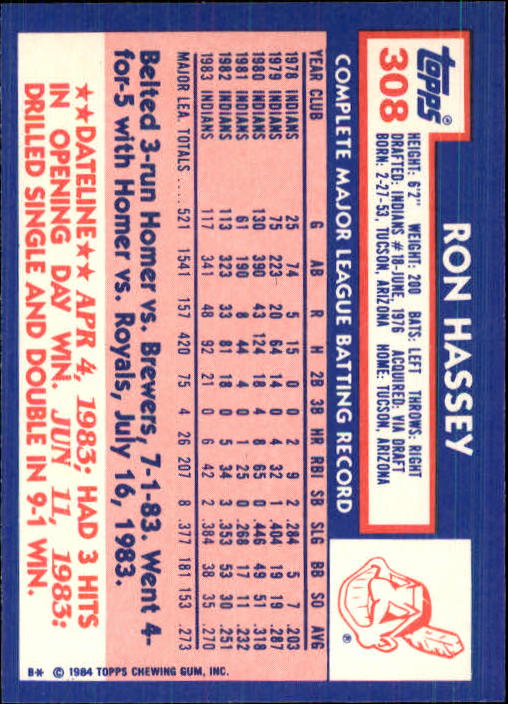 topps®
308
RON HASSEY
HEIGHT: 6'2" WEIGHT: 200 BATS: LEFT THROWS: RIGHT
DRAFTED: INDIANS #18-JUNE, 1976 ACQUIRED: VIA DRAFT
BORN: 2-27-53, TUCSON, ARIZONA HOME: TUCSON, ARIZONA
®
COMPLETE MAJOR LEAGUE BATTING RECORD
YEAR CLUB G AB R H 2B 3B HR RBI SB SLG BB SO AVG
1978 INDIANS 25 74 5 15 0 0 2 9 2 .284 5 7 .203
1979 INDIANS 75 223 20 64 14 0 4 32 1 .404 19 19 .287
1980 INDIANS 130 390 43 124 18 4 8 65 0 .446 49 51 .318
1981 INDIANS 61 190 8 44 4 0 1 25 0 .268 17 11 .232
1982 INDIANS 113 323 33 81 18 0 5 34 3 .353 53 30 .251
1983 INDIANS 117 341 48 92 21 0 6 42 2 .384 38 35 .270
MAJOR LEA. TOTALS ..... 521 1541 157 420 75 4 26 207 8 .377 181 153 .273
Belted 3-run Homer vs. Brewers, 7-1-83. Went 4-
for-5 with Homer vs. Royals, July 16, 1983.
★★DATELINE★★ APR 4, 1983: HAD 3 HITS
IN OPENING DAY WIN. JUN 11, 1983:
DRILLED SINGLE AND DOUBLE IN 9-1 WIN.
B* © 1984 TOPPS CHEWING GUM, INC.